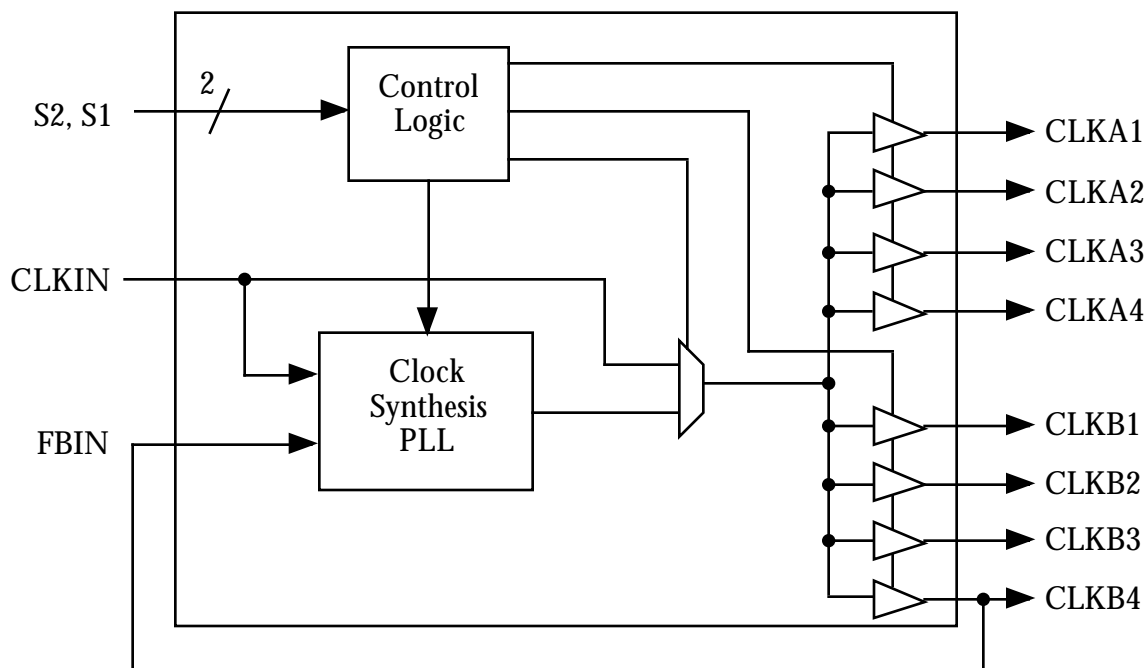 2
Control
Logic
S2, S1
CLKA1
CLKA2
CLKA3
CLKIN
CLKA4
Clock
Synthesis
PLL
FBIN
CLKB1
CLKB2
CLKB3
CLKB4